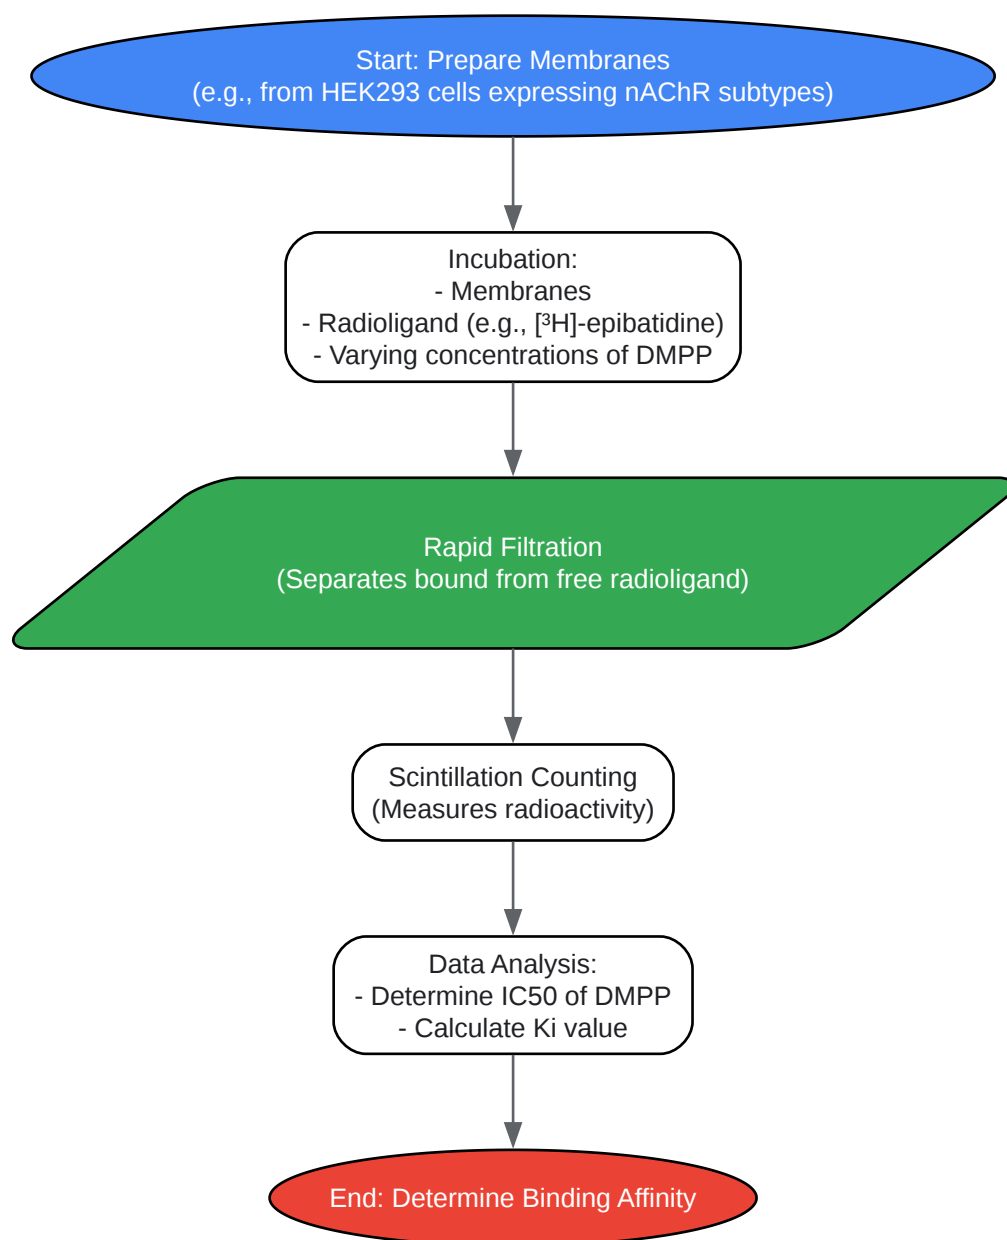 Start: Prepare Membranes
(e.g., from HEK293 cells expressing nAChR subtypes)
Incubation:
- Membranes
- Radioligand (e.g., [³H]-epibatidine)
- Varying concentrations of DMPP
Rapid Filtration
(Separates bound from free radioligand)
Scintillation Counting
(Measures radioactivity)
Data Analysis:
- Determine IC50 of DMPP
- Calculate Ki value
End: Determine Binding Affinity